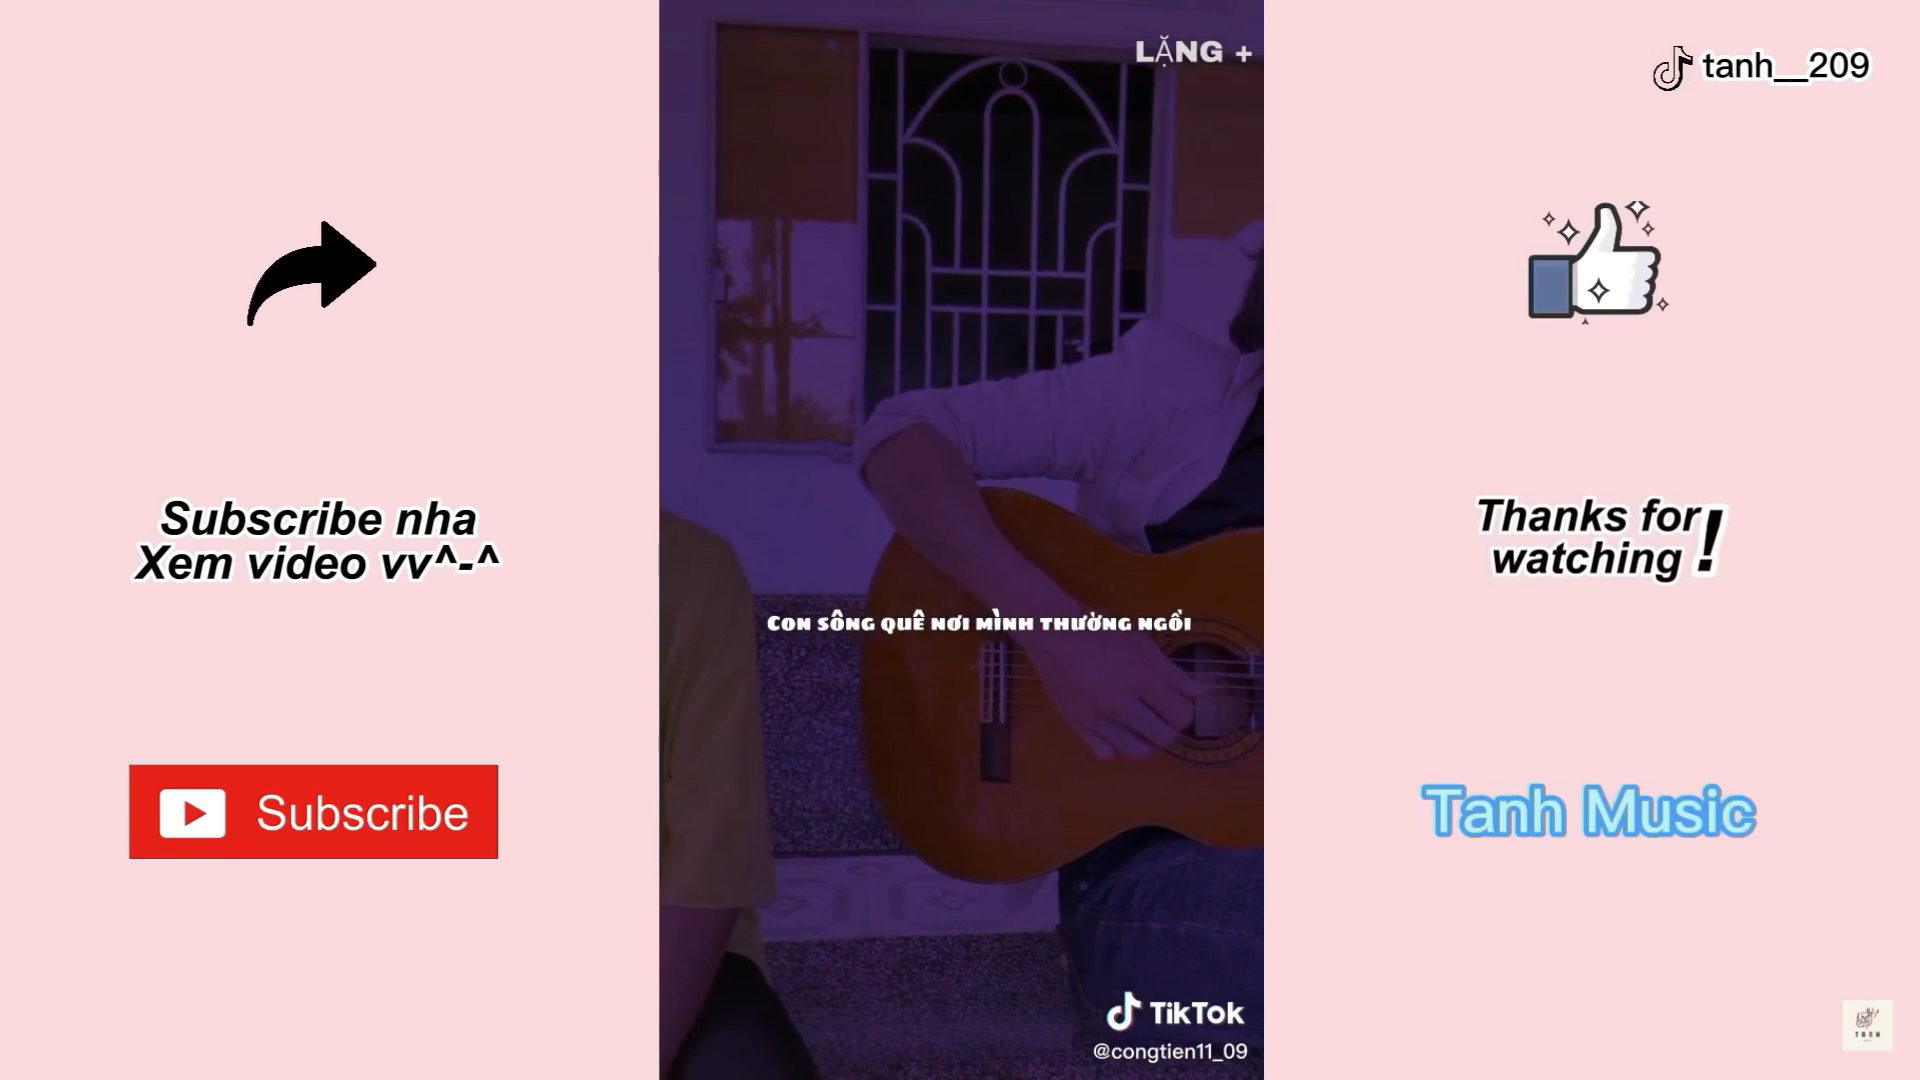 LẶNG +
tanh__209
Subscribe nha
Xem video vv^-^
Thanks for
watching!
CON SÔNG QUÊ NƠI MÌNH THƯỜNG NGỒI
Subscribe
Tanh Music
TikTok
@congtien11_09
TANH